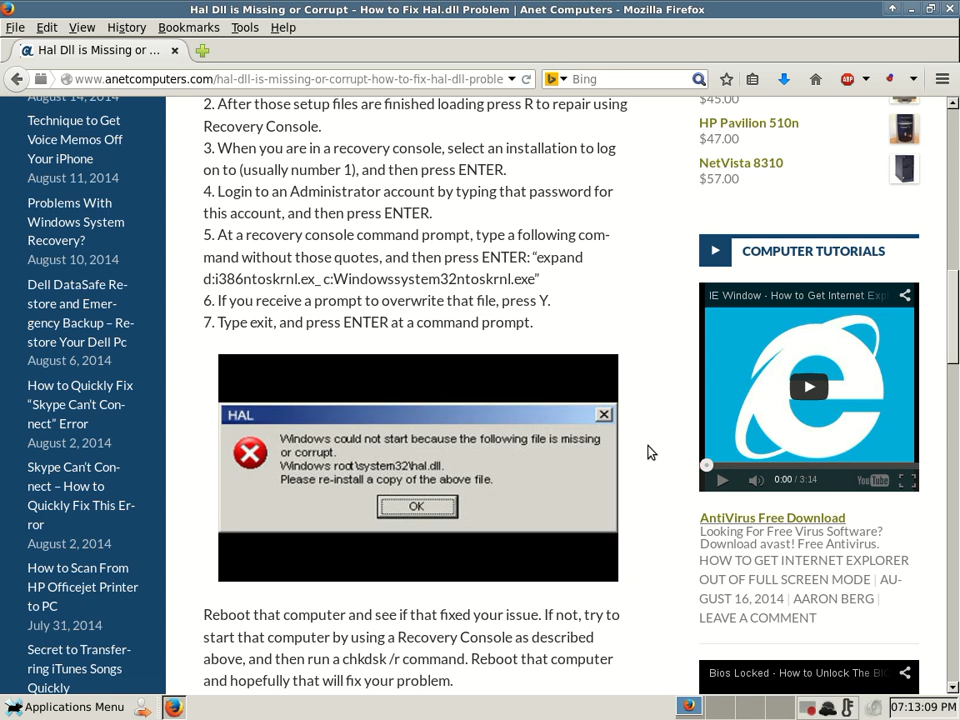 Hal Dll is Missing or Corrupt – How to Fix Hal.dll Problem | Anet Computers - Mozilla Firefox
File Edit View History Bookmarks Tools Help
Hal Dll is Missing or ...
www.anetcomputers.com/hal-dll-is-missing-or-corrupt-how-to-fix-hal-dll-proble
Bing
ABP
August 14, 2014
Technique to Get
Voice Memos Off
Your iPhone
August 11, 2014
Problems With
Windows System
Recovery?
August 10, 2014
Dell DataSafe Re-
store and Emer-
gency Backup – Re-
store Your Dell Pc
August 6, 2014
How to Quickly Fix
“Skype Can’t Con-
nect” Error
August 2, 2014
Skype Can’t Con-
nect – How to
Quickly Fix This Er-
ror
August 2, 2014
How to Scan From
HP Officejet Printer
to PC
July 31, 2014
Secret to Transfer-
ring iTunes Songs
Quickly
2. After those setup files are finished loading press R to repair using
Recovery Console.
3. When you are in a recovery console, select an installation to log
on to (usually number 1), and then press ENTER.
4. Login to an Administrator account by typing that password for
this account, and then press ENTER.
5. At a recovery console command prompt, type a following com-
mand without those quotes, and then press ENTER: “expand
d:i386ntoskrnl.ex_ c:Windowssystem32ntoskrnl.exe”
6. If you receive a prompt to overwrite that file, press Y.
7. Type exit, and press ENTER at a command prompt.
HAL
Windows could not start because the following file is missing
or corrupt.
Windows root\system32\hal.dll.
Please re-install a copy of the above file.
OK
Reboot that computer and see if that fixed your issue. If not, try to
start that computer by using a Recovery Console as described
above, and then run a chkdsk /r command. Reboot that computer
and hopefully that will fix your problem.
$45.00
HP Pavilion 510n
$47.00
NetVista 8310
$57.00
COMPUTER TUTORIALS
IE Window - How to Get Internet Expl
0:00 / 3:14
YouTube
AntiVirus Free Download
Looking For Free Virus Software?
Download avast! Free Antivirus.
HOW TO GET INTERNET EXPLORER
OUT OF FULL SCREEN MODE | AU-
GUST 16, 2014 | AARON BERG |
LEAVE A COMMENT
Bios Locked - How to Unlock The BIO
Applications Menu
07:13:09 PM